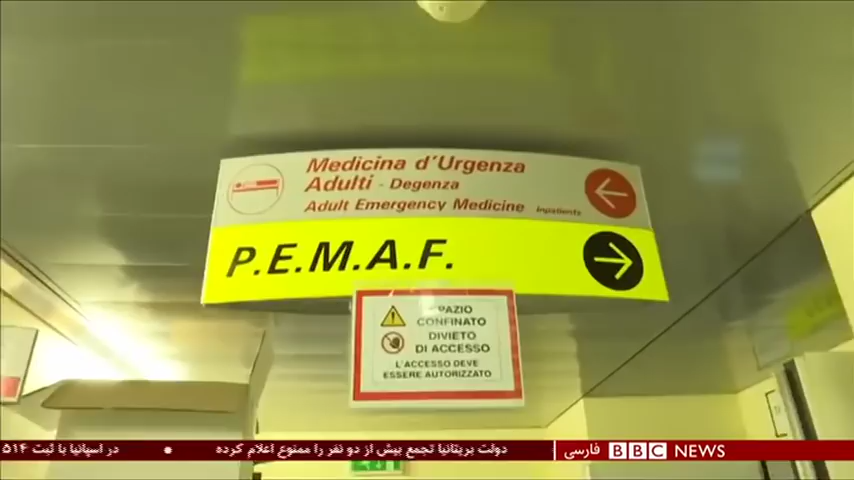 Medicina d'Urgenza
Adulti - Degenza
Adult Emergency Medicine inpatients
P.E.M.A.F.
SPAZIO
CONFINATO
DIVIETO
DI ACCESSO
L'ACCESSO DEVE
ESSERE AUTORIZZATO
دولت بریتانیا تجمع بیش از دو نفر را ممنوع اعلام کرده • در اسپانیا با ثبت ۵۱۴
BBC NEWS فارسی